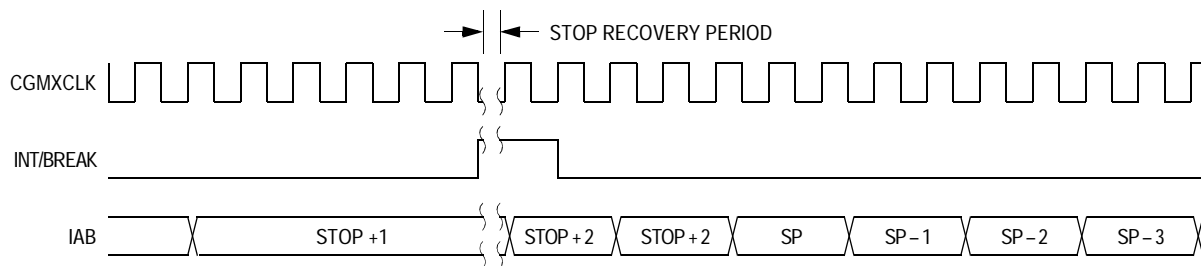 STOP RECOVERY PERIOD
CGMXCLK
INT/BREAK
IAB STOP +1 STOP + 2 STOP + 2 SP SP – 1 SP – 2 SP – 3